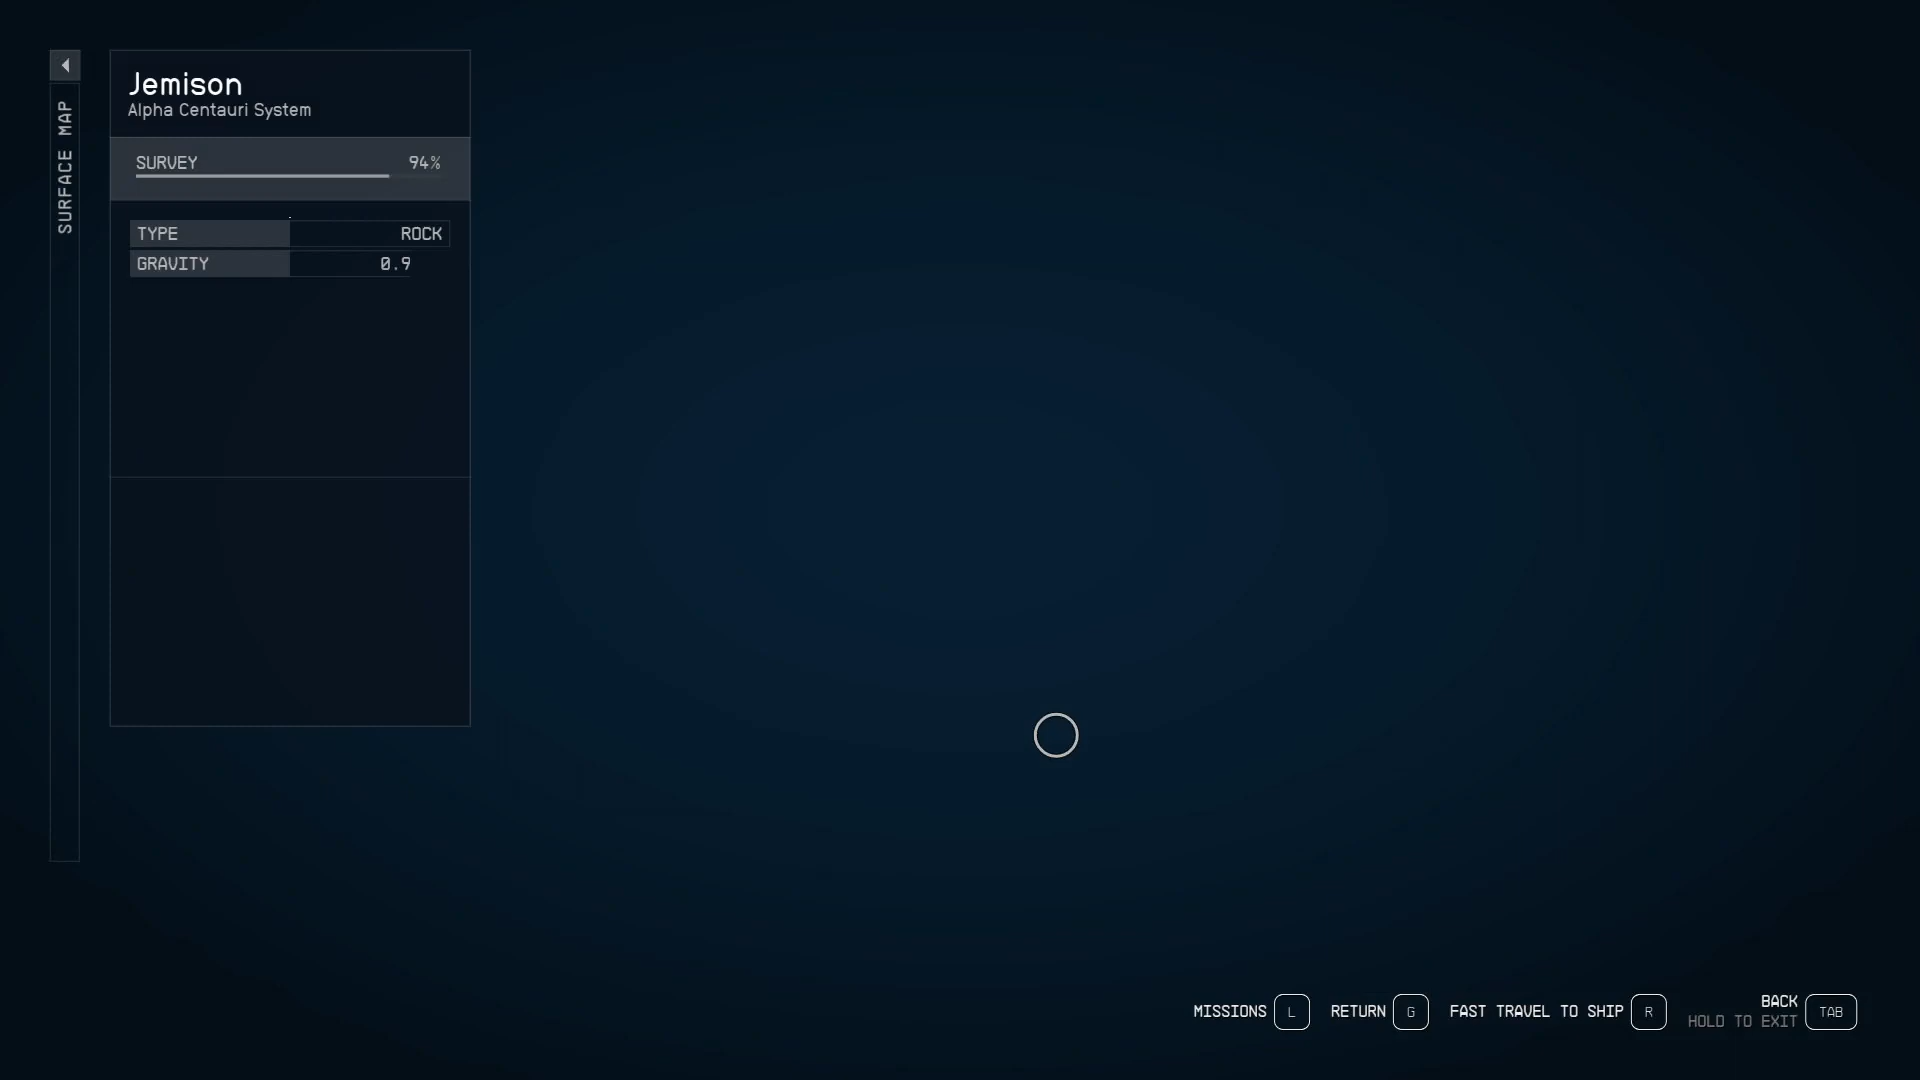 Jemison
Alpha Centauri System
SURFACE MAP
SURVEY 94%
TYPE ROCK
GRAVITY 0.9
MISSIONS L RETURN G FAST TRAVEL TO SHIP R BACK TAB
HOLD TO EXIT